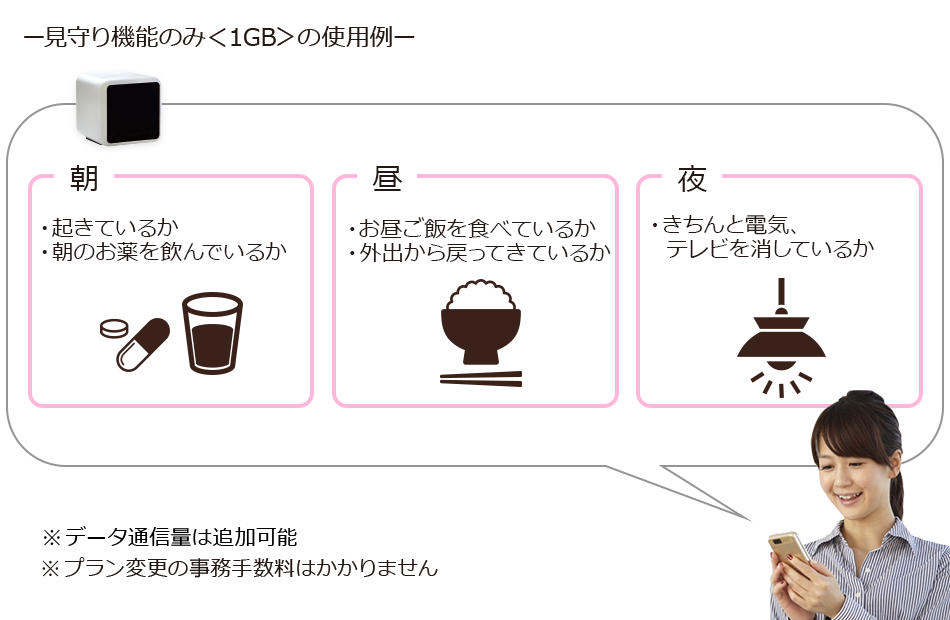 ー見守り機能のみ＜1GB＞の使用例ー
朝
・起きているか
・朝のお薬を飲んでいるか
昼
・お昼ご飯を食べているか
・外出から戻ってきているか
夜
・きちんと電気、
テレビを消しているか
※データ通信量は追加可能
※プラン変更の事務手数料はかかりません